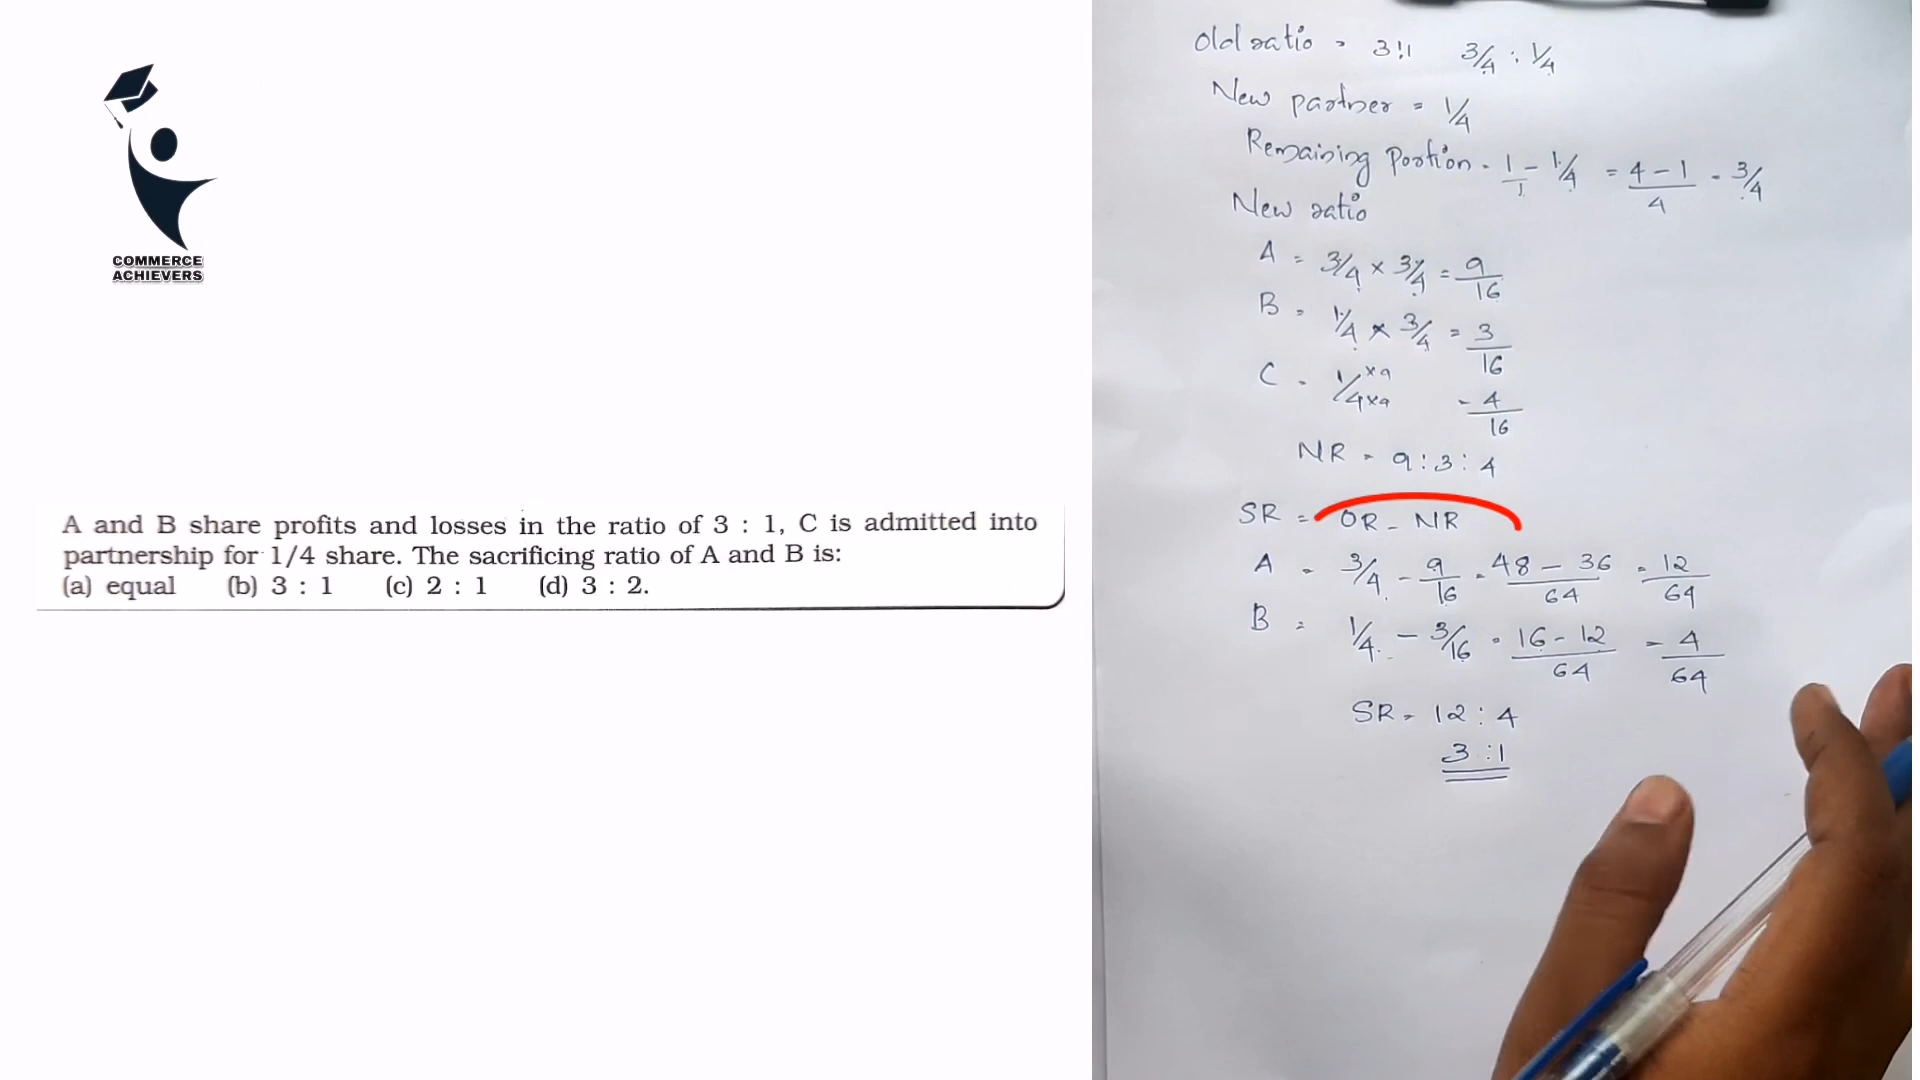 COMMERCE
ACHIEVERS
A and B share profits and losses in the ratio of 3 : 1, C is admitted into
partnership for 1/4 share. The sacrificing ratio of A and B is:
(a) equal (b) 3 : 1 (c) 2 : 1 (d) 3 : 2.
Old ratio = 3:1 3/4 : 1/4
New partner = 1/4
Remaining Portion = 1/1 - 1/4 = 4-1/4 = 3/4
New ratio
A = 3/4 × 3/4 = 9/16
B = 1/4 × 3/4 = 3/16
C = 1/4 ×4/×4 = 4/16
NR = 9:3:4
SR = OR - NR
A = 3/4 - 9/16 = 48-36/64 = 12/64
B = 1/4 - 3/16 = 16-12/64 = 4/64
SR = 12:4
3:1